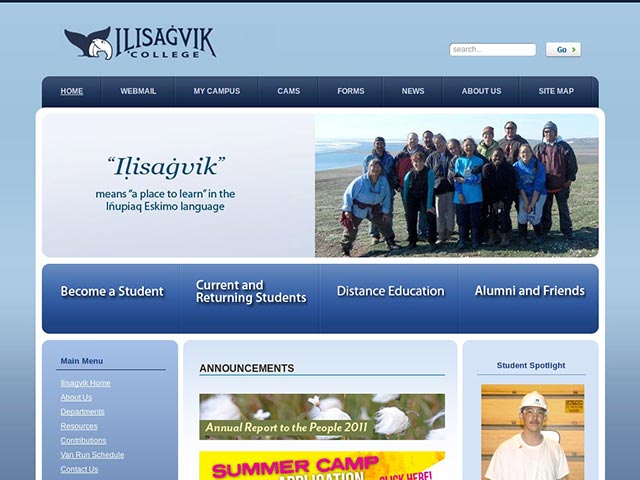 IḶISAĠVIK
COLLEGE
search...
Go
HOME WEBMAIL MY CAMPUS CAMS FORMS NEWS ABOUT US SITE MAP
“Iḷisaġvik”
means “a place to learn” in the
Iñupiaq Eskimo language
Become a Student
Current and
Returning Students
Distance Education
Alumni and Friends
Main Menu
Ilisagvik Home
About Us
Departments
Resources
Contributions
Van Run Schedule
Contact Us
ANNOUNCEMENTS
Annual Report to the People 2011
SUMMER CAMP
APPLICATION
CLICK HERE!
Student Spotlight